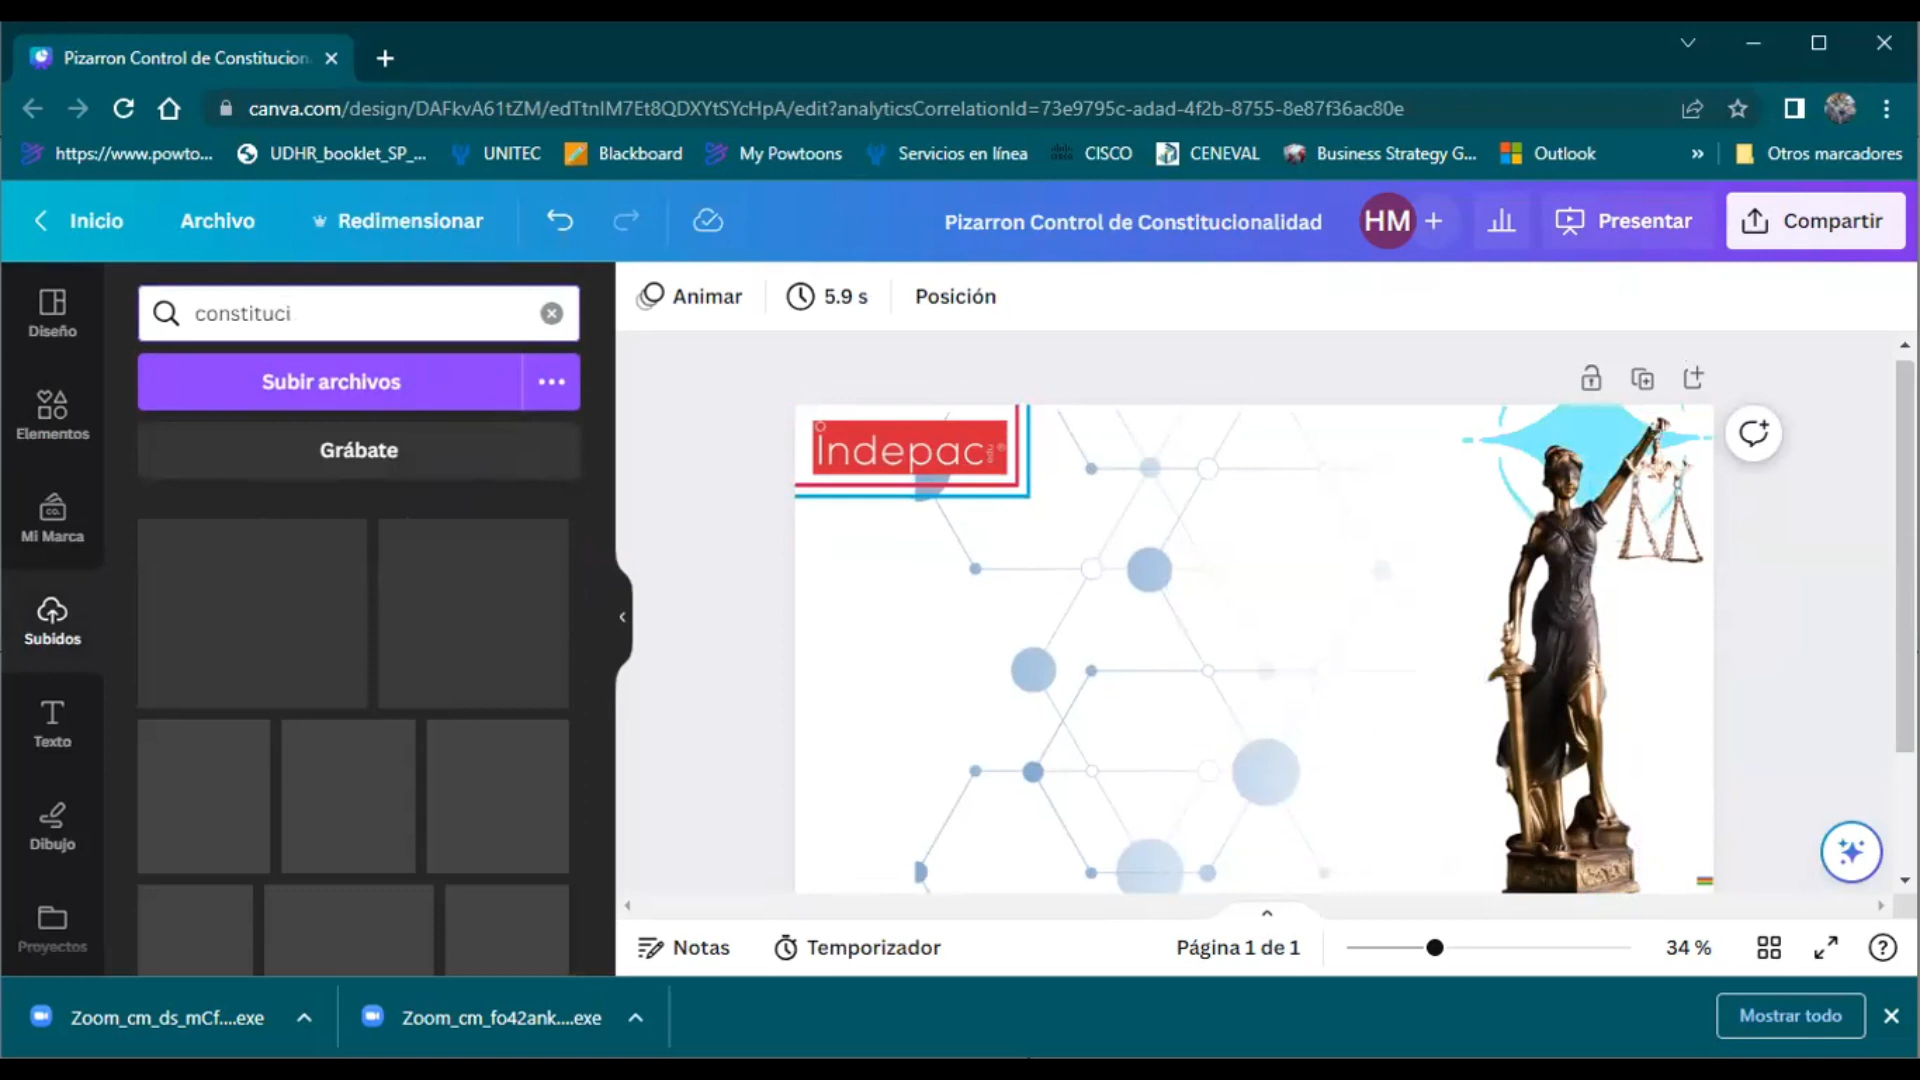 Pizarron Control de Constitucion
canva.com/design/DAFkvA61tZM/edTtnIM7Et8QDXYtSYcHpA/edit?analyticsCorrelationId=73e9795c-adad-4f2b-8755-8e87f36ac80e
https://www.powto... UDHR_booklet_SP_... UNITEC Blackboard My Powtoons Servicios en línea CISCO CENEVAL Business Strategy G... Outlook » Otros marcadores
Inicio Archivo Redimensionar Pizarron Control de Constitucionalidad HM + Presentar Compartir
constituci
Animar 5.9 s Posición
Diseño
Subir archivos
Elementos
Grábate
Indepac
Mi Marca
Subidos
Texto
Dibujo
Proyectos
Notas Temporizador Página 1 de 1 34 %
Zoom_cm_ds_mCf....exe Zoom_cm_fo42ank....exe Mostrar todo